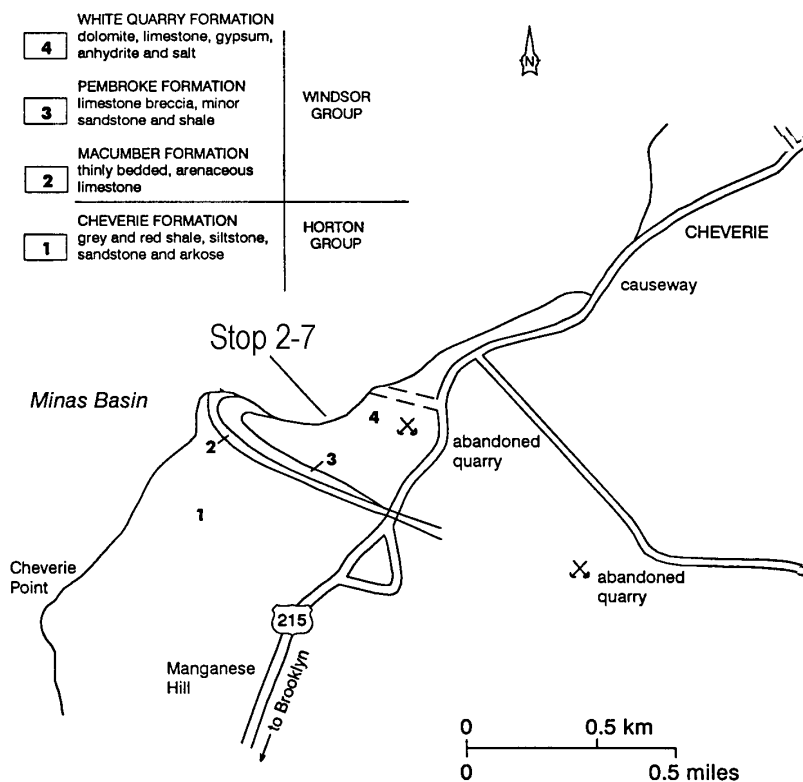 4
WHITE QUARRY FORMATION
dolomite, limestone, gypsum,
anhydrite and salt
3
PEMBROKE FORMATION
limestone breccia, minor
sandstone and shale
2
MACUMBER FORMATION
thinly bedded, arenaceous
limestone
WINDSOR
GROUP
1
CHEVERIE FORMATION
grey and red shale, siltstone,
sandstone and arkose
HORTON
GROUP
N
CHEVERIE
causeway
Stop 2-7
Minas Basin
4
abandoned
quarry
2
3
1
Cheverie
Point
abandoned
quarry
215
Manganese
Hill
to Brooklyn
0 0.5 km
0 0.5 miles